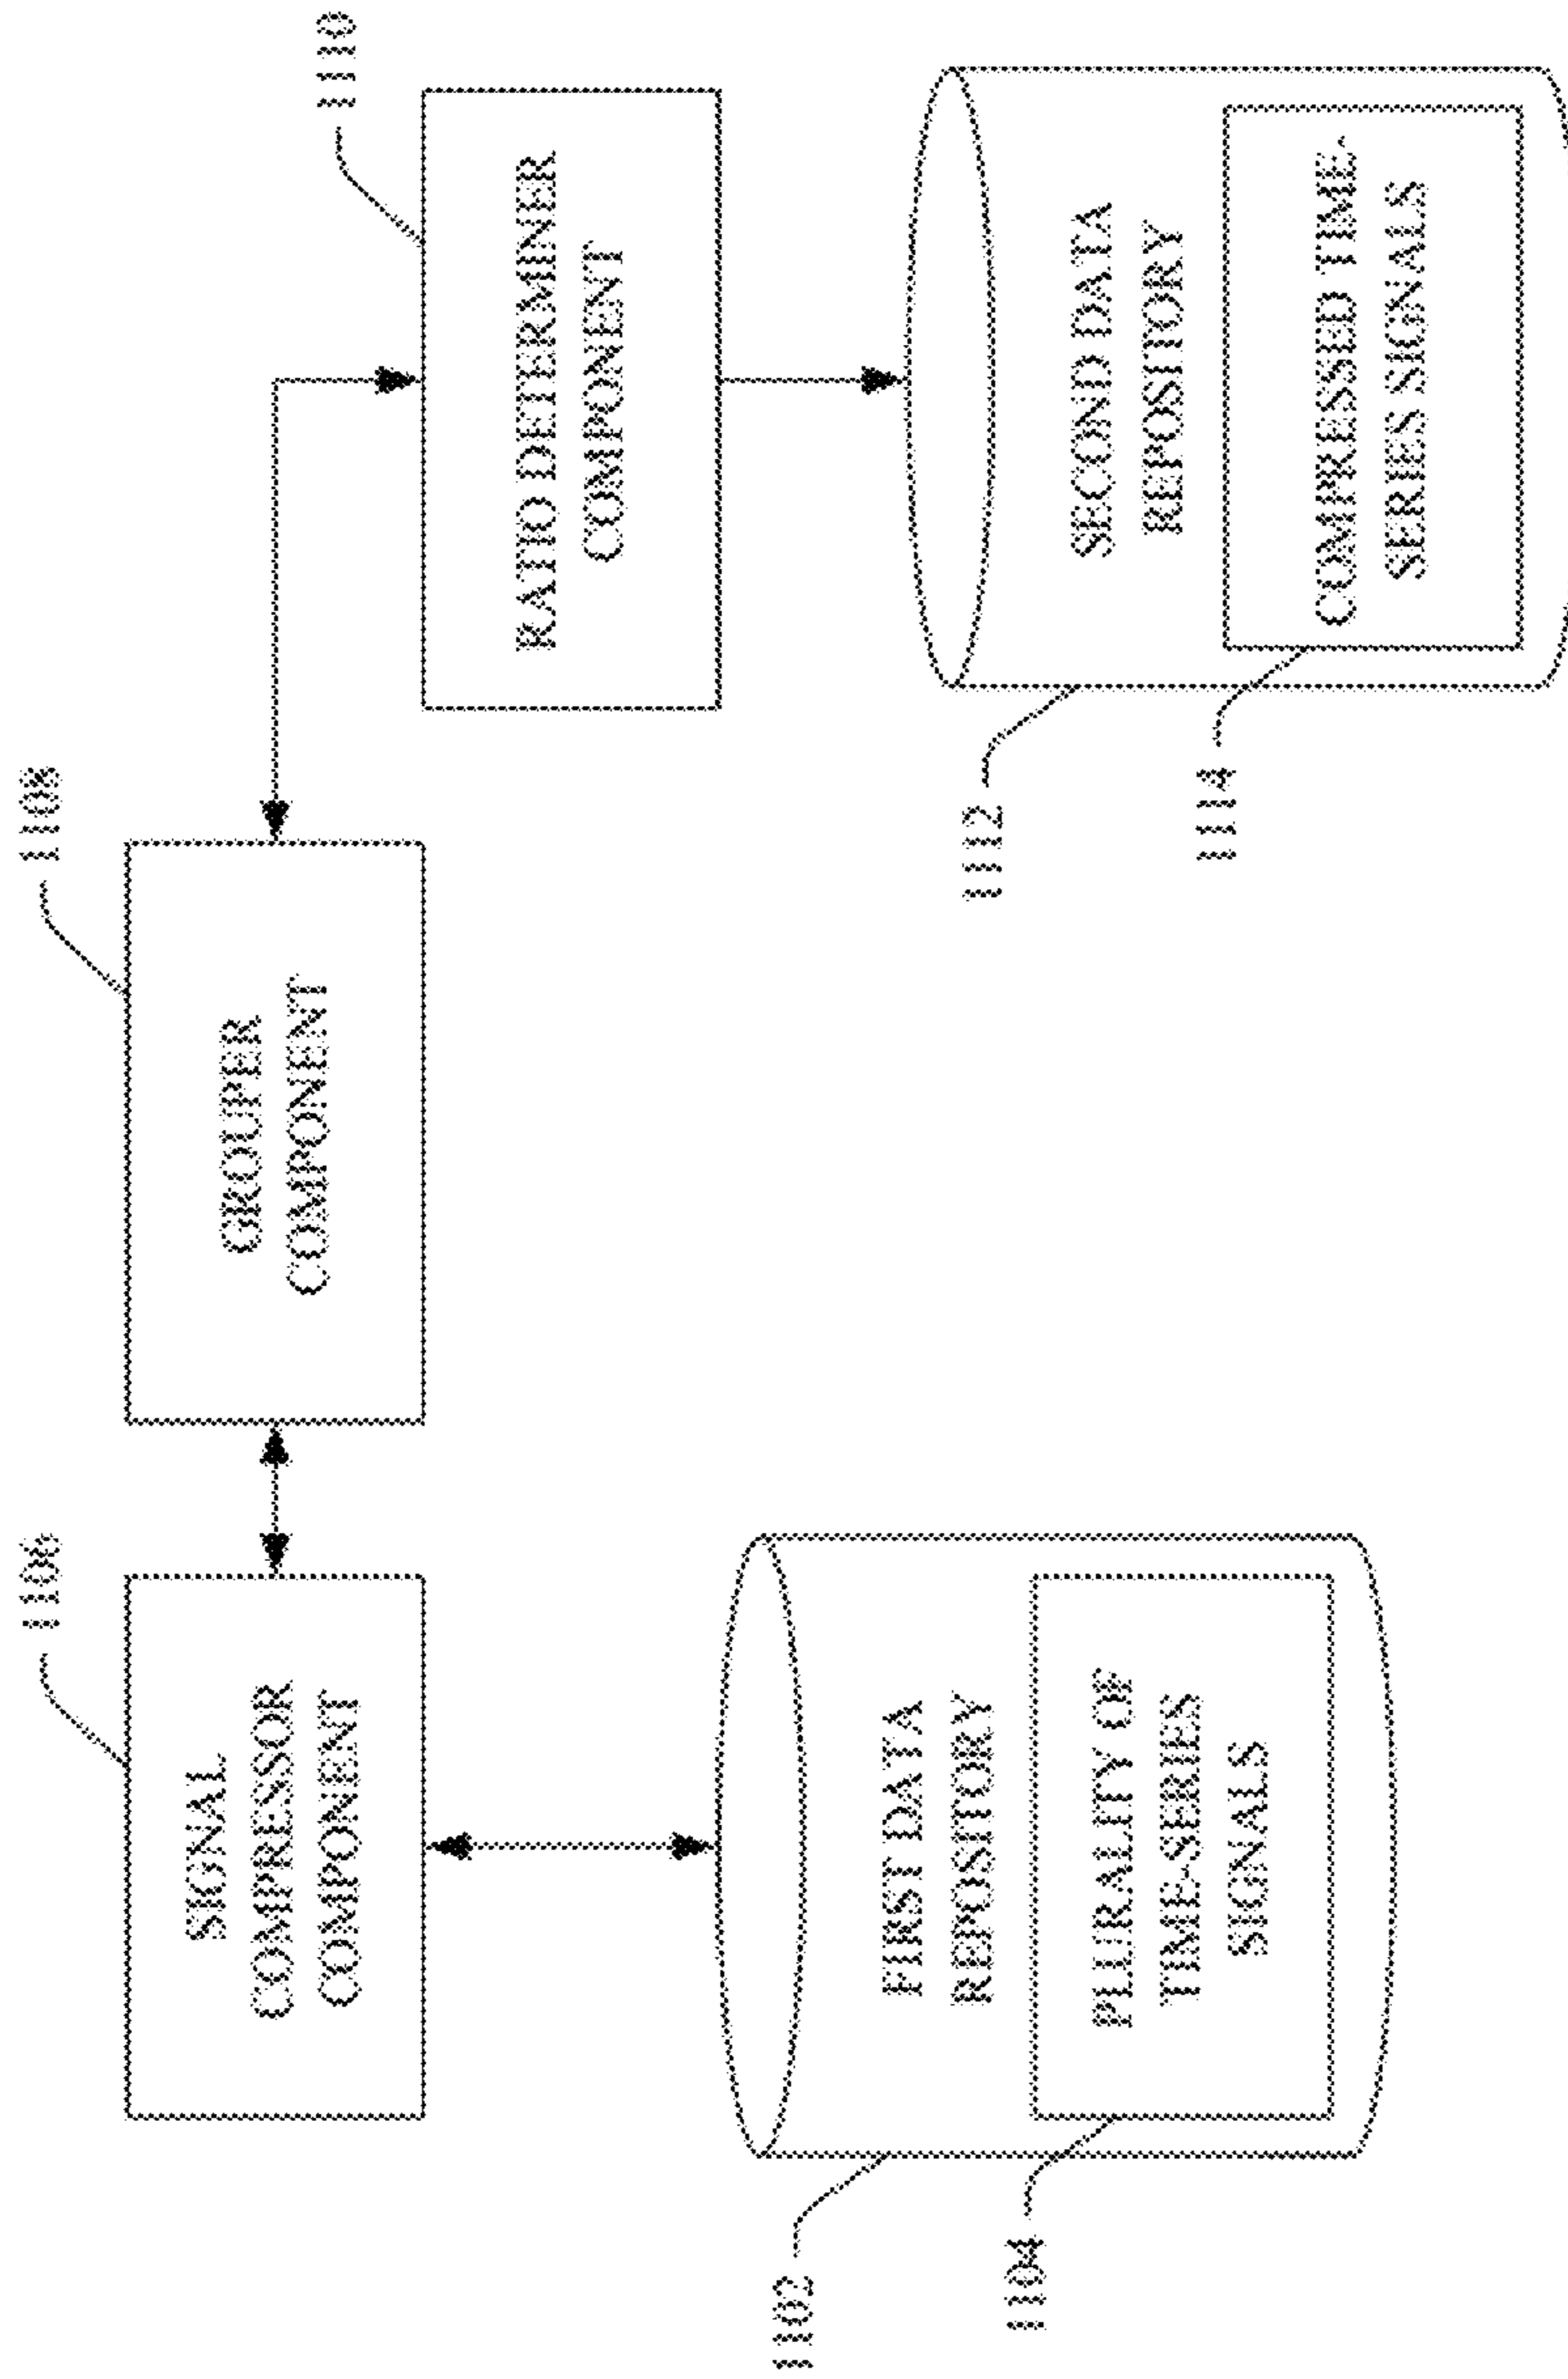 1106
SIGNAL
COMPRESSOR
COMPONENT
1108
GROUPER
COMPONENT
1110
RATIO DETERMINER
COMPONENT
1102
FIRST DATA
REPOSITORY
1104
PLURALITY OF
TIME-SERIES
SIGNALS
1112
SECOND DATA
REPOSITORY
1114
COMPRESSED TIME-
SERIES SIGNALS